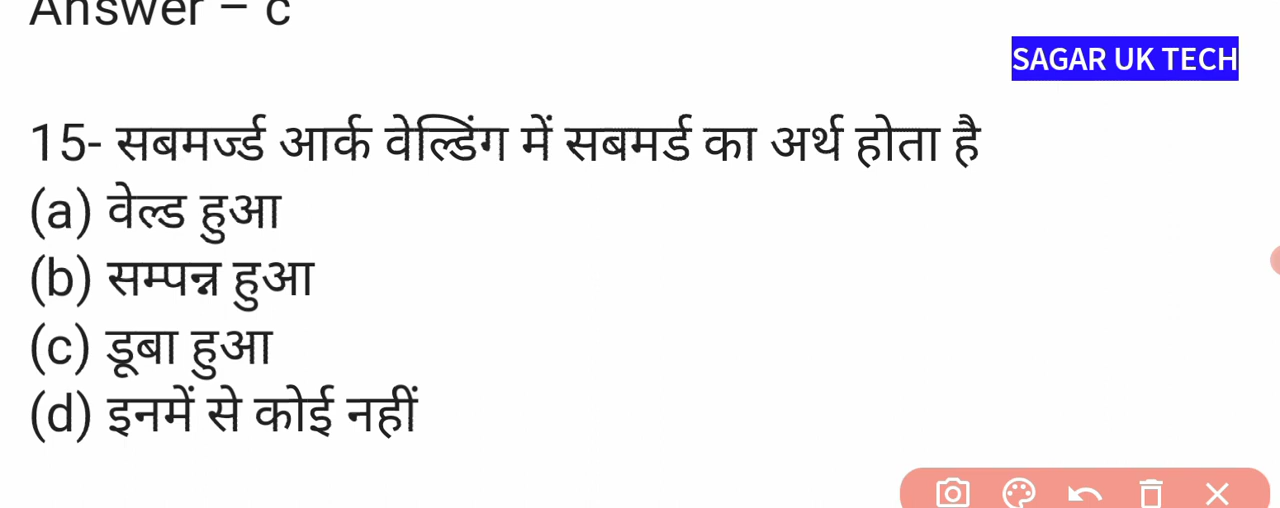 Answer – c
SAGAR UK TECH
15- सबमर्ज्ड आर्क वेल्डिंग में सबमर्ड का अर्थ होता है
(a) वेल्ड हुआ
(b) सम्पन्न हुआ
(c) डूबा हुआ
(d) इनमें से कोई नहीं